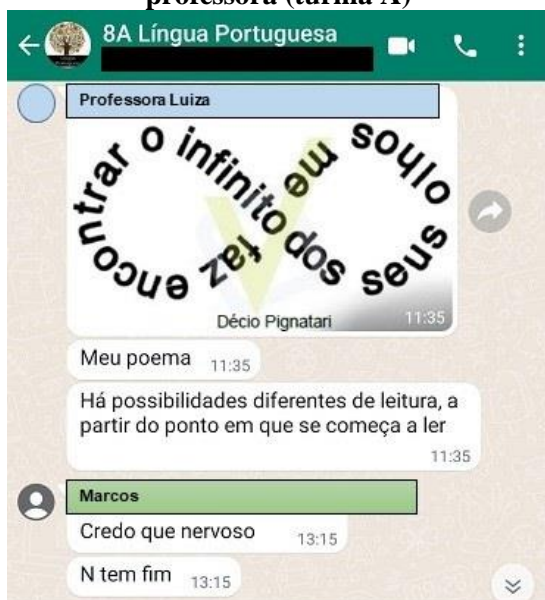 professora (turma A)
8A Língua Portuguesa
Professora Luiza
encontrar o infinito dos seus olhos me faz
Décio Pignatari
11:35
Meu poema 11:35
Há possibilidades diferentes de leitura, a
partir do ponto em que se começa a ler
11:35
Marcos
Credo que nervoso 13:15
N tem fim 13:15